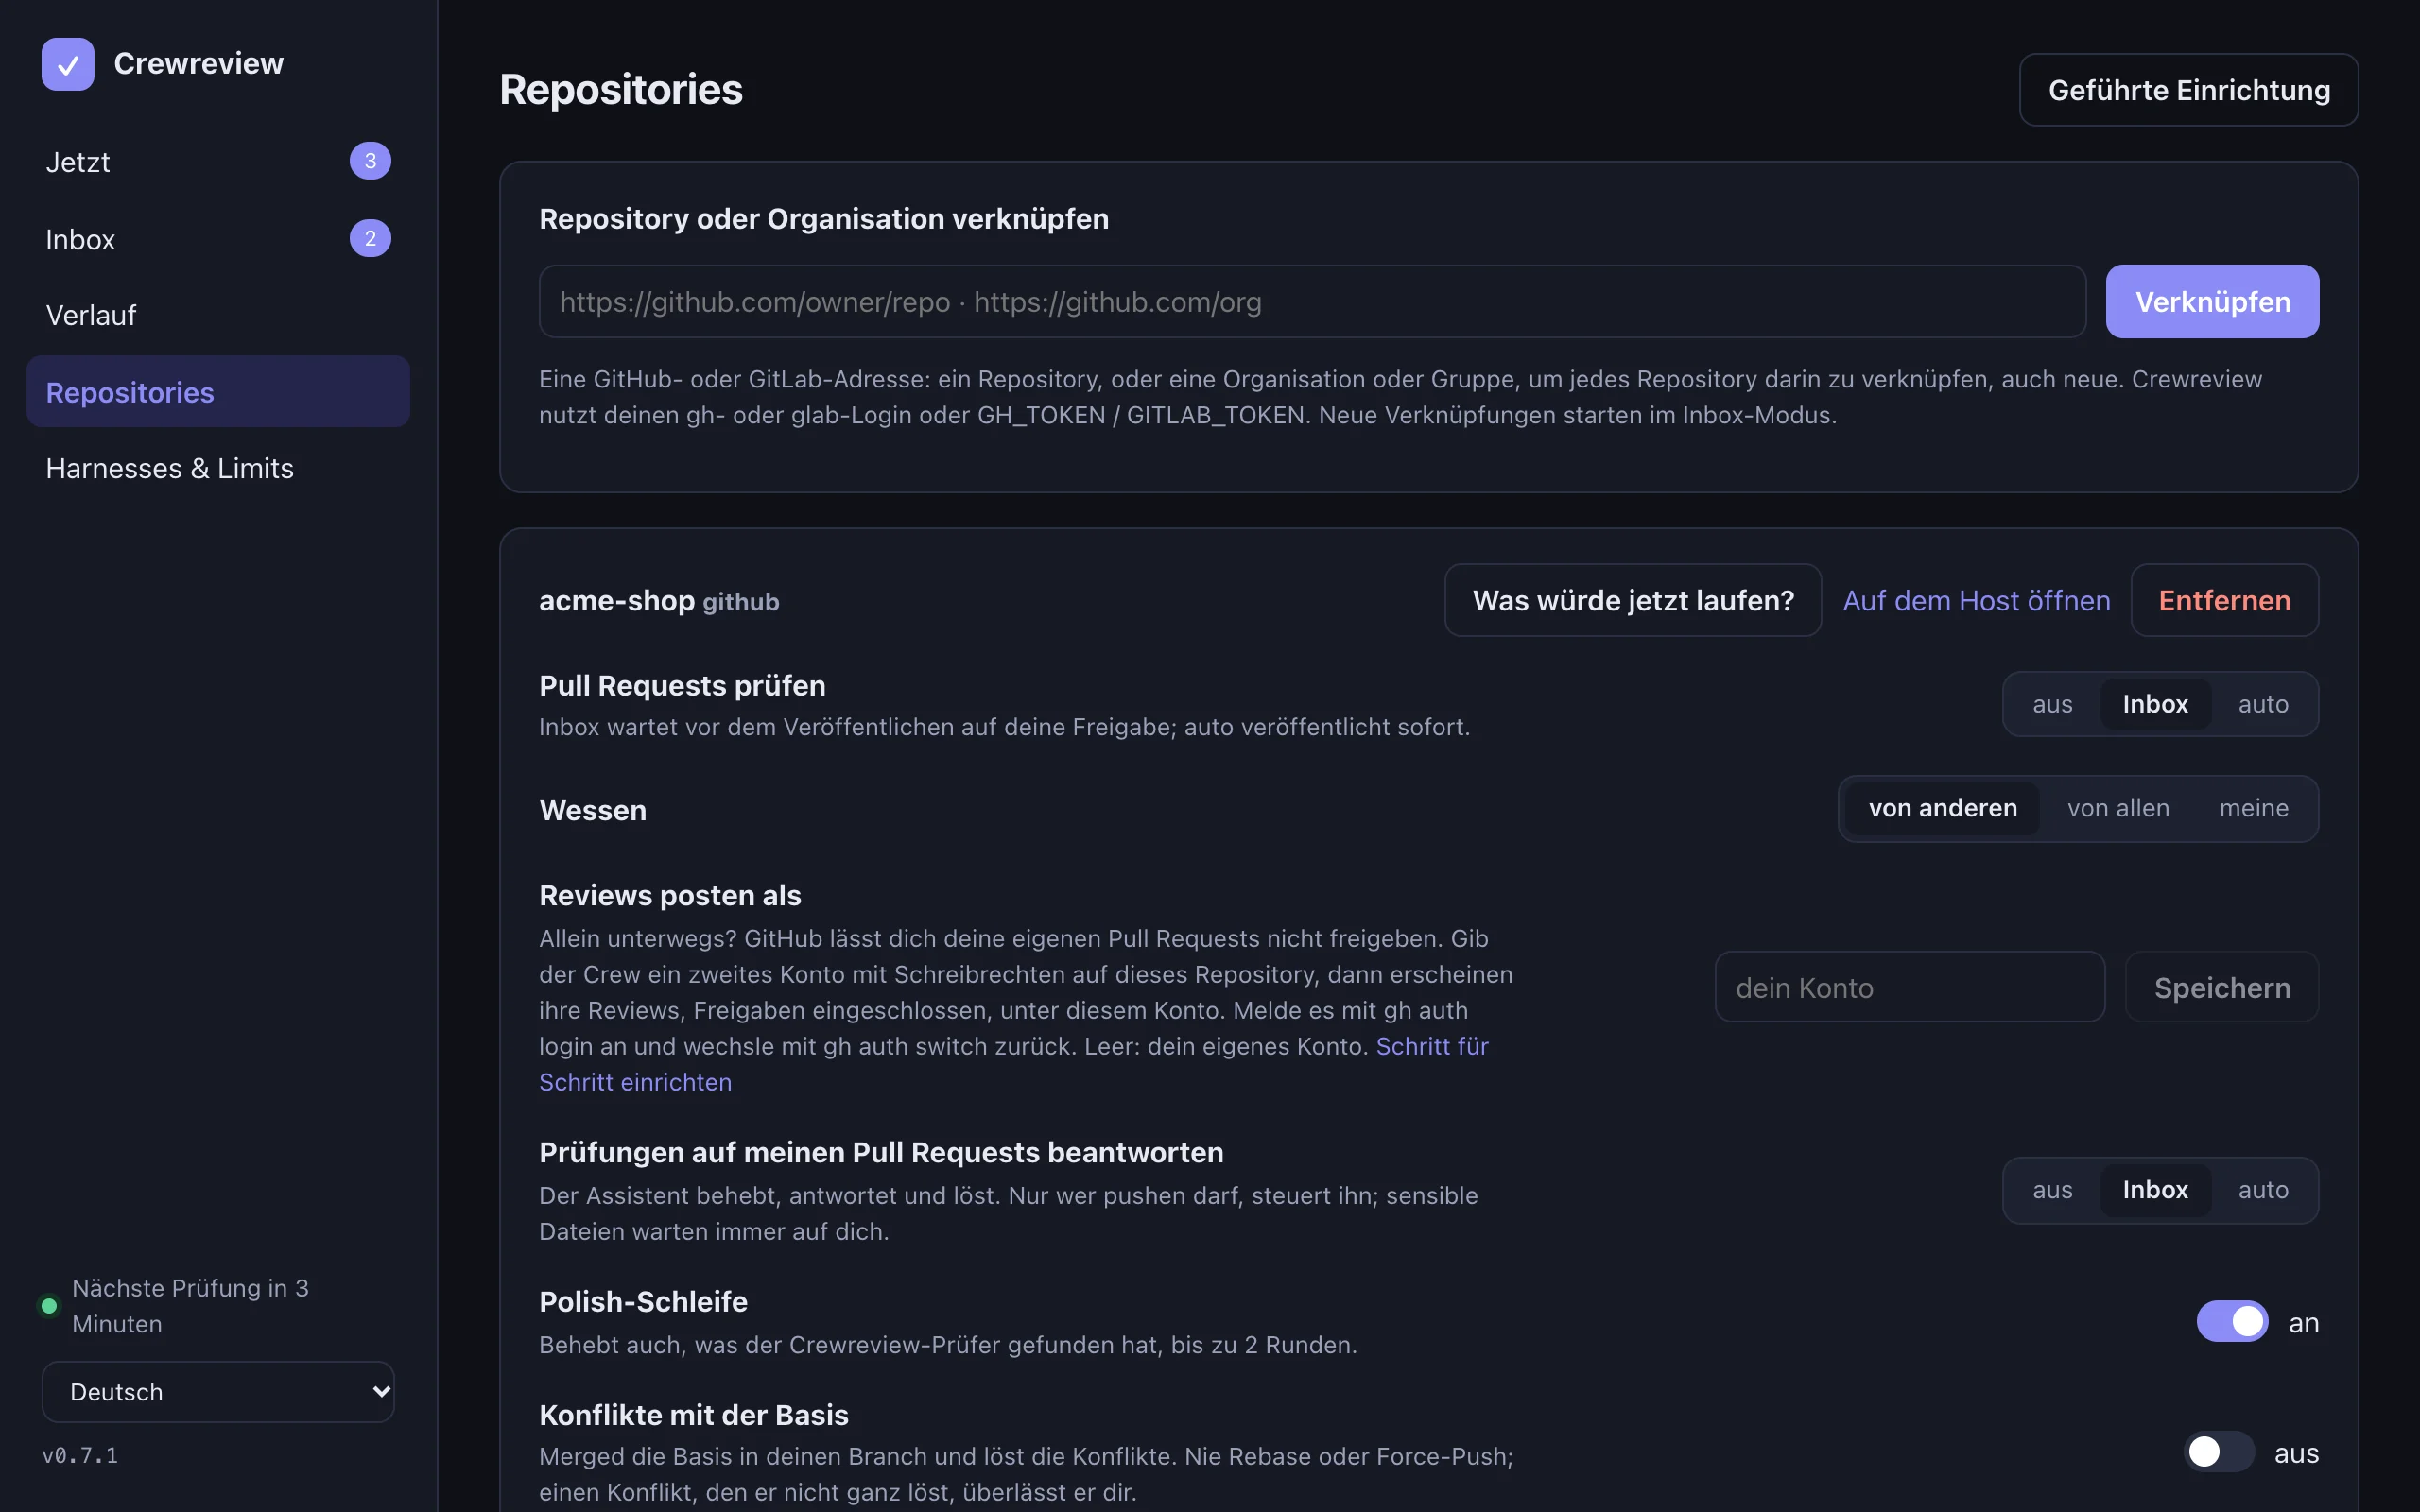 Crewreview
Jetzt 3
Inbox 2
Verlauf
Repositories
Harnesses & Limits
Nächste Prüfung in 3
Minuten
Deutsch
v0.7.1
Repositories
Geführte Einrichtung
Repository oder Organisation verknüpfen
https://github.com/owner/repo · https://github.com/org
Verknüpfen
Eine GitHub- oder GitLab-Adresse: ein Repository, oder eine Organisation oder Gruppe, um jedes Repository darin zu verknüpfen, auch neue. Crewreview
nutzt deinen gh- oder glab-Login oder GH_TOKEN / GITLAB_TOKEN. Neue Verknüpfungen starten im Inbox-Modus.
acme-shop github
Was würde jetzt laufen?
Auf dem Host öffnen
Entfernen
Pull Requests prüfen
Inbox wartet vor dem Veröffentlichen auf deine Freigabe; auto veröffentlicht sofort.
aus Inbox auto
Wessen
von anderen von allen meine
Reviews posten als
Allein unterwegs? GitHub lässt dich deine eigenen Pull Requests nicht freigeben. Gib
der Crew ein zweites Konto mit Schreibrechten auf dieses Repository, dann erscheinen
ihre Reviews, Freigaben eingeschlossen, unter diesem Konto. Melde es mit gh auth
login an und wechsle mit gh auth switch zurück. Leer: dein eigenes Konto. Schritt für
Schritt einrichten
dein Konto
Speichern
Prüfungen auf meinen Pull Requests beantworten
Der Assistent behebt, antwortet und löst. Nur wer pushen darf, steuert ihn; sensible
Dateien warten immer auf dich.
aus Inbox auto
Polish-Schleife
Behebt auch, was der Crewreview-Prüfer gefunden hat, bis zu 2 Runden.
an
Konflikte mit der Basis
Merged die Basis in deinen Branch und löst die Konflikte. Nie Rebase oder Force-Push;
einen Konflikt, den er nicht ganz löst, überlässt er dir.
aus